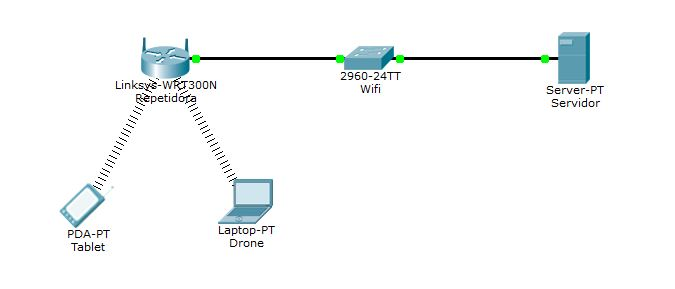 Linksys-WRT300N
Repetidora
2960-24TT
Wifi
Server-PT
Servidor
PDA-PT
Tablet
Laptop-PT
Drone